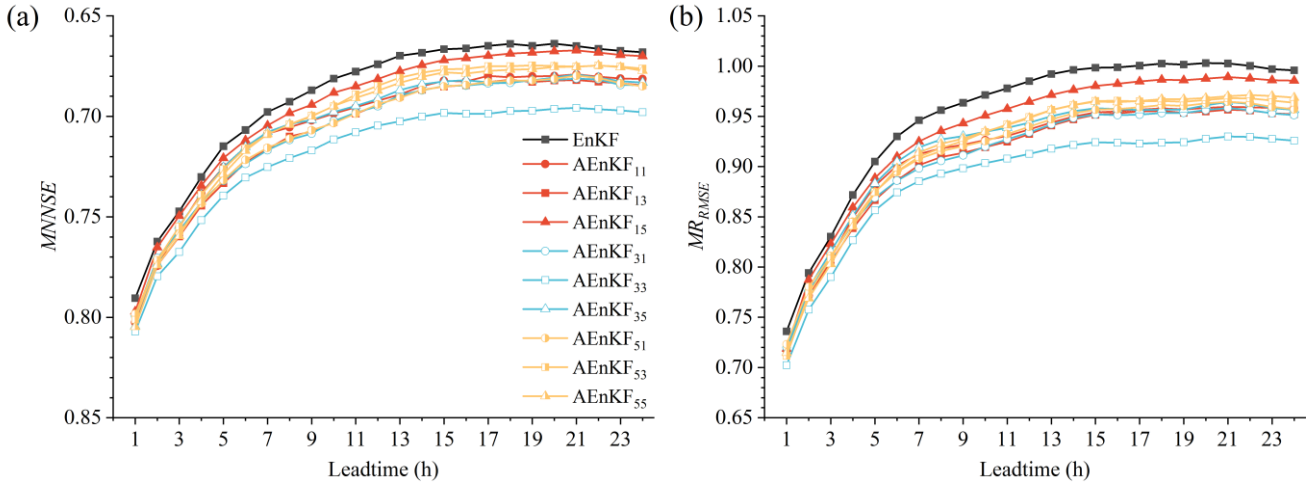 (a)
MNNSE
0.65
0.70
0.75
0.80
0.85
1 3 5 7 9 11 13 15 17 19 21 23
Leadtime (h)
EnKF
AEnKF₁₁
AEnKF₁₃
AEnKF₁₅
AEnKF₃₁
AEnKF₃₃
AEnKF₃₅
AEnKF₅₁
AEnKF₅₃
AEnKF₅₅
(b)
MR_RMSE
1.05
1.00
0.95
0.90
0.85
0.80
0.75
0.70
0.65
1 3 5 7 9 11 13 15 17 19 21 23
Leadtime (h)